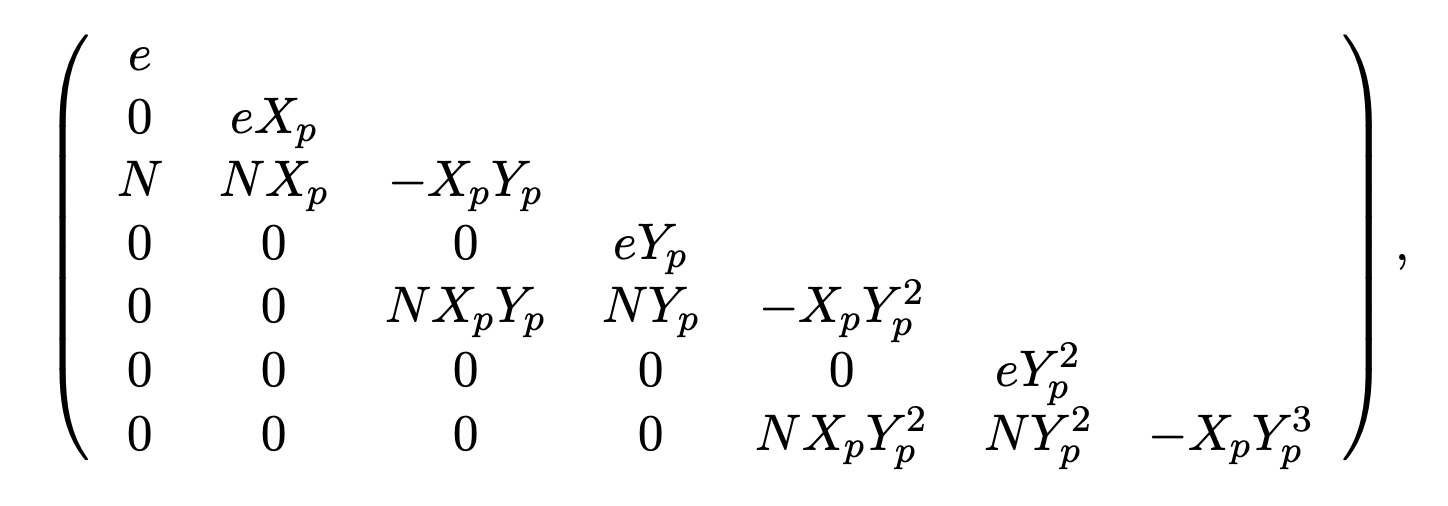 e
0 eX_p
N NX_p −X_pY_p
0 0 0 eY_p
0 0 NX_pY_p NY_p −X_pY_p^2
0 0 0 0 0 eY_p^2
0 0 0 0 NX_pY_p^2 NY_p^2 −X_pY_p^3 ,